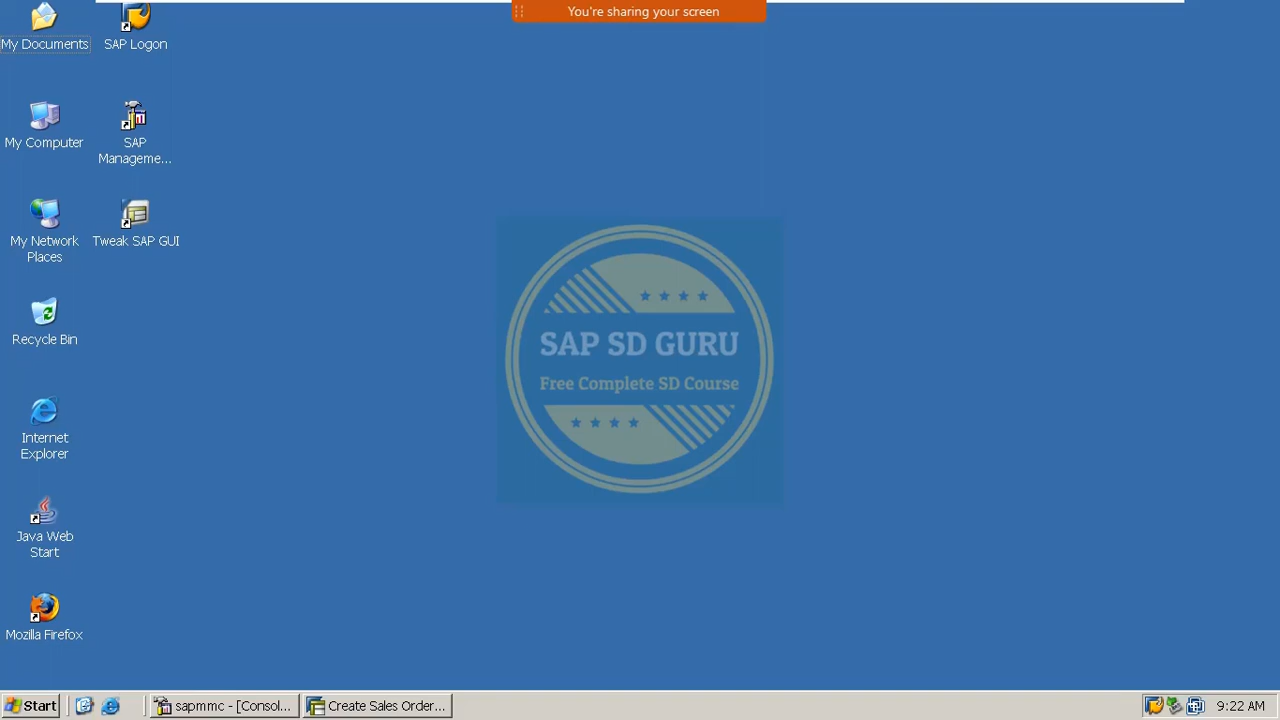 You're sharing your screen
My Documents
SAP Logon
My Computer
SAP
Manageme...
My Network
Places
Tweak SAP GUI
Recycle Bin
Internet
Explorer
Java Web
Start
Mozilla Firefox
SAP SD GURU
Free Complete SD Course
Start
sapmmc - [Consol...
Create Sales Order...
9:22 AM